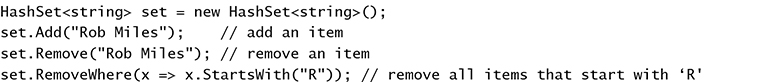 HashSet<string> set = new HashSet<string>();
set.Add("Rob Miles");    // add an item
set.Remove("Rob Miles"); // remove an item
set.RemoveWhere(x => x.StartsWith("R")); // remove all items that start with ‘R'